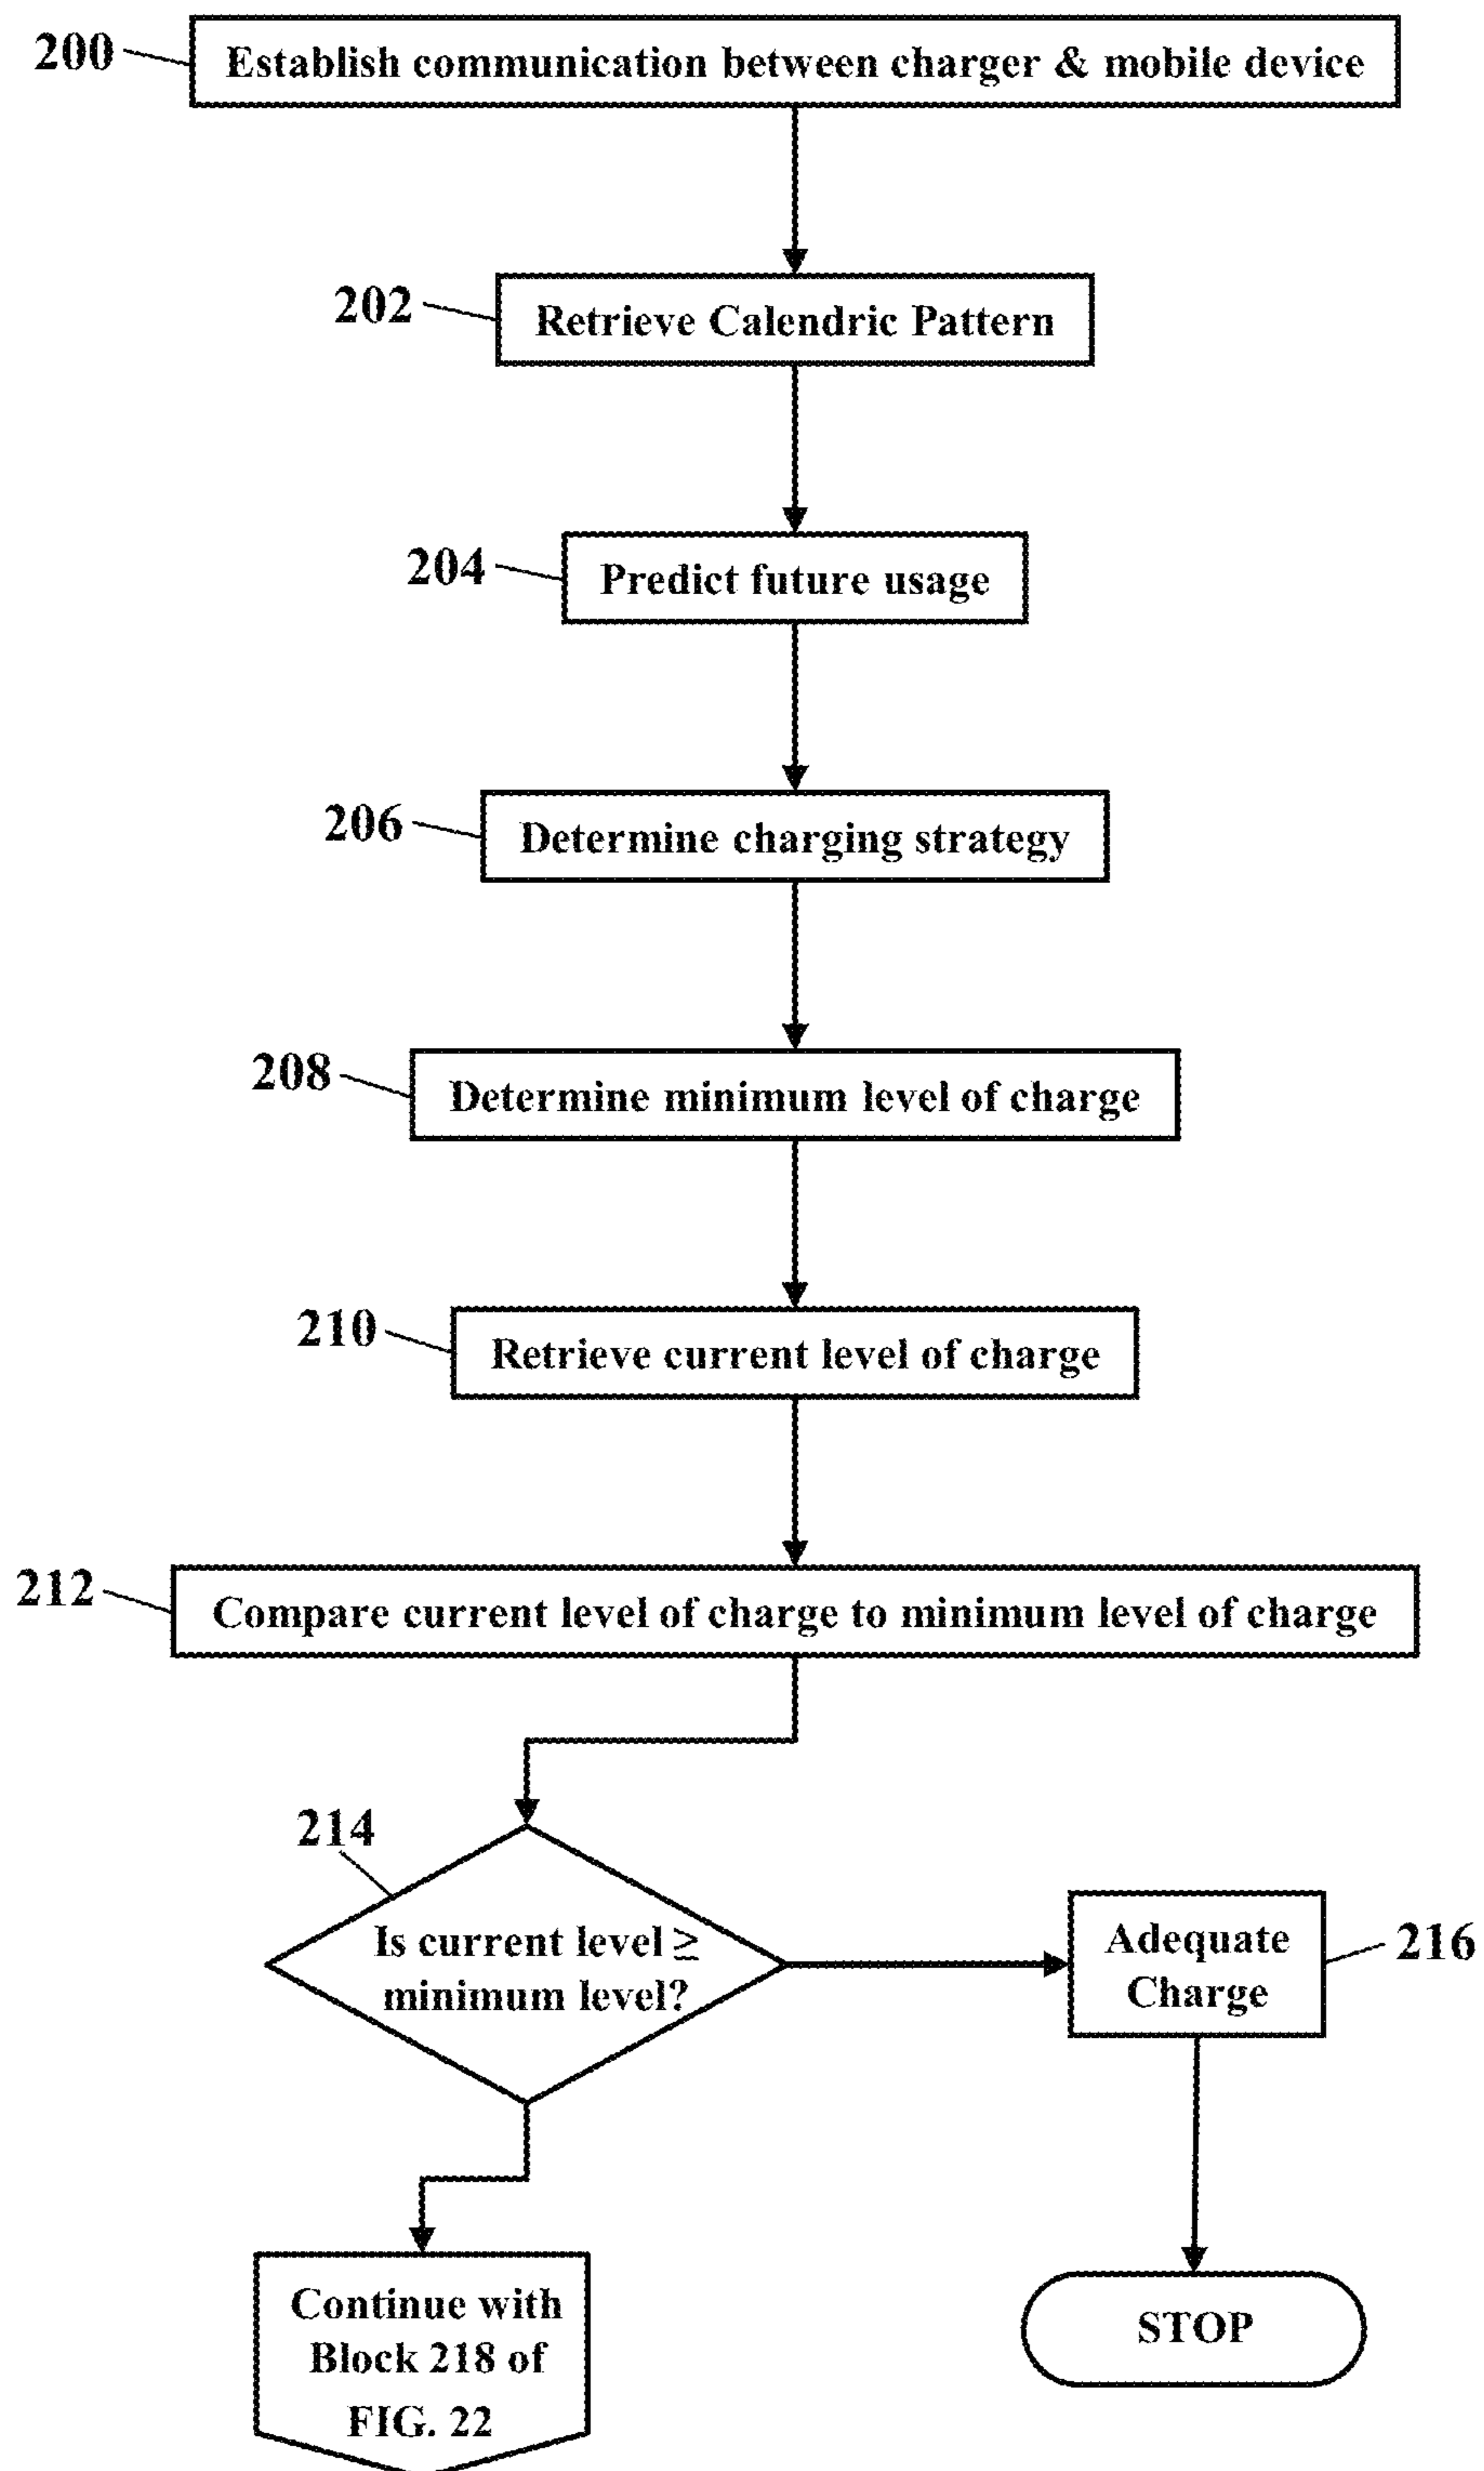 200
Establish communication between charger & mobile device
202
Retrieve Calendric Pattern
204
Predict future usage
206
Determine charging strategy
208
Determine minimum level of charge
210
Retrieve current level of charge
212
Compare current level of charge to minimum level of charge
214
Is current level ≥
minimum level?
Adequate
Charge
216
Continue with
Block 218 of
FIG. 22
STOP